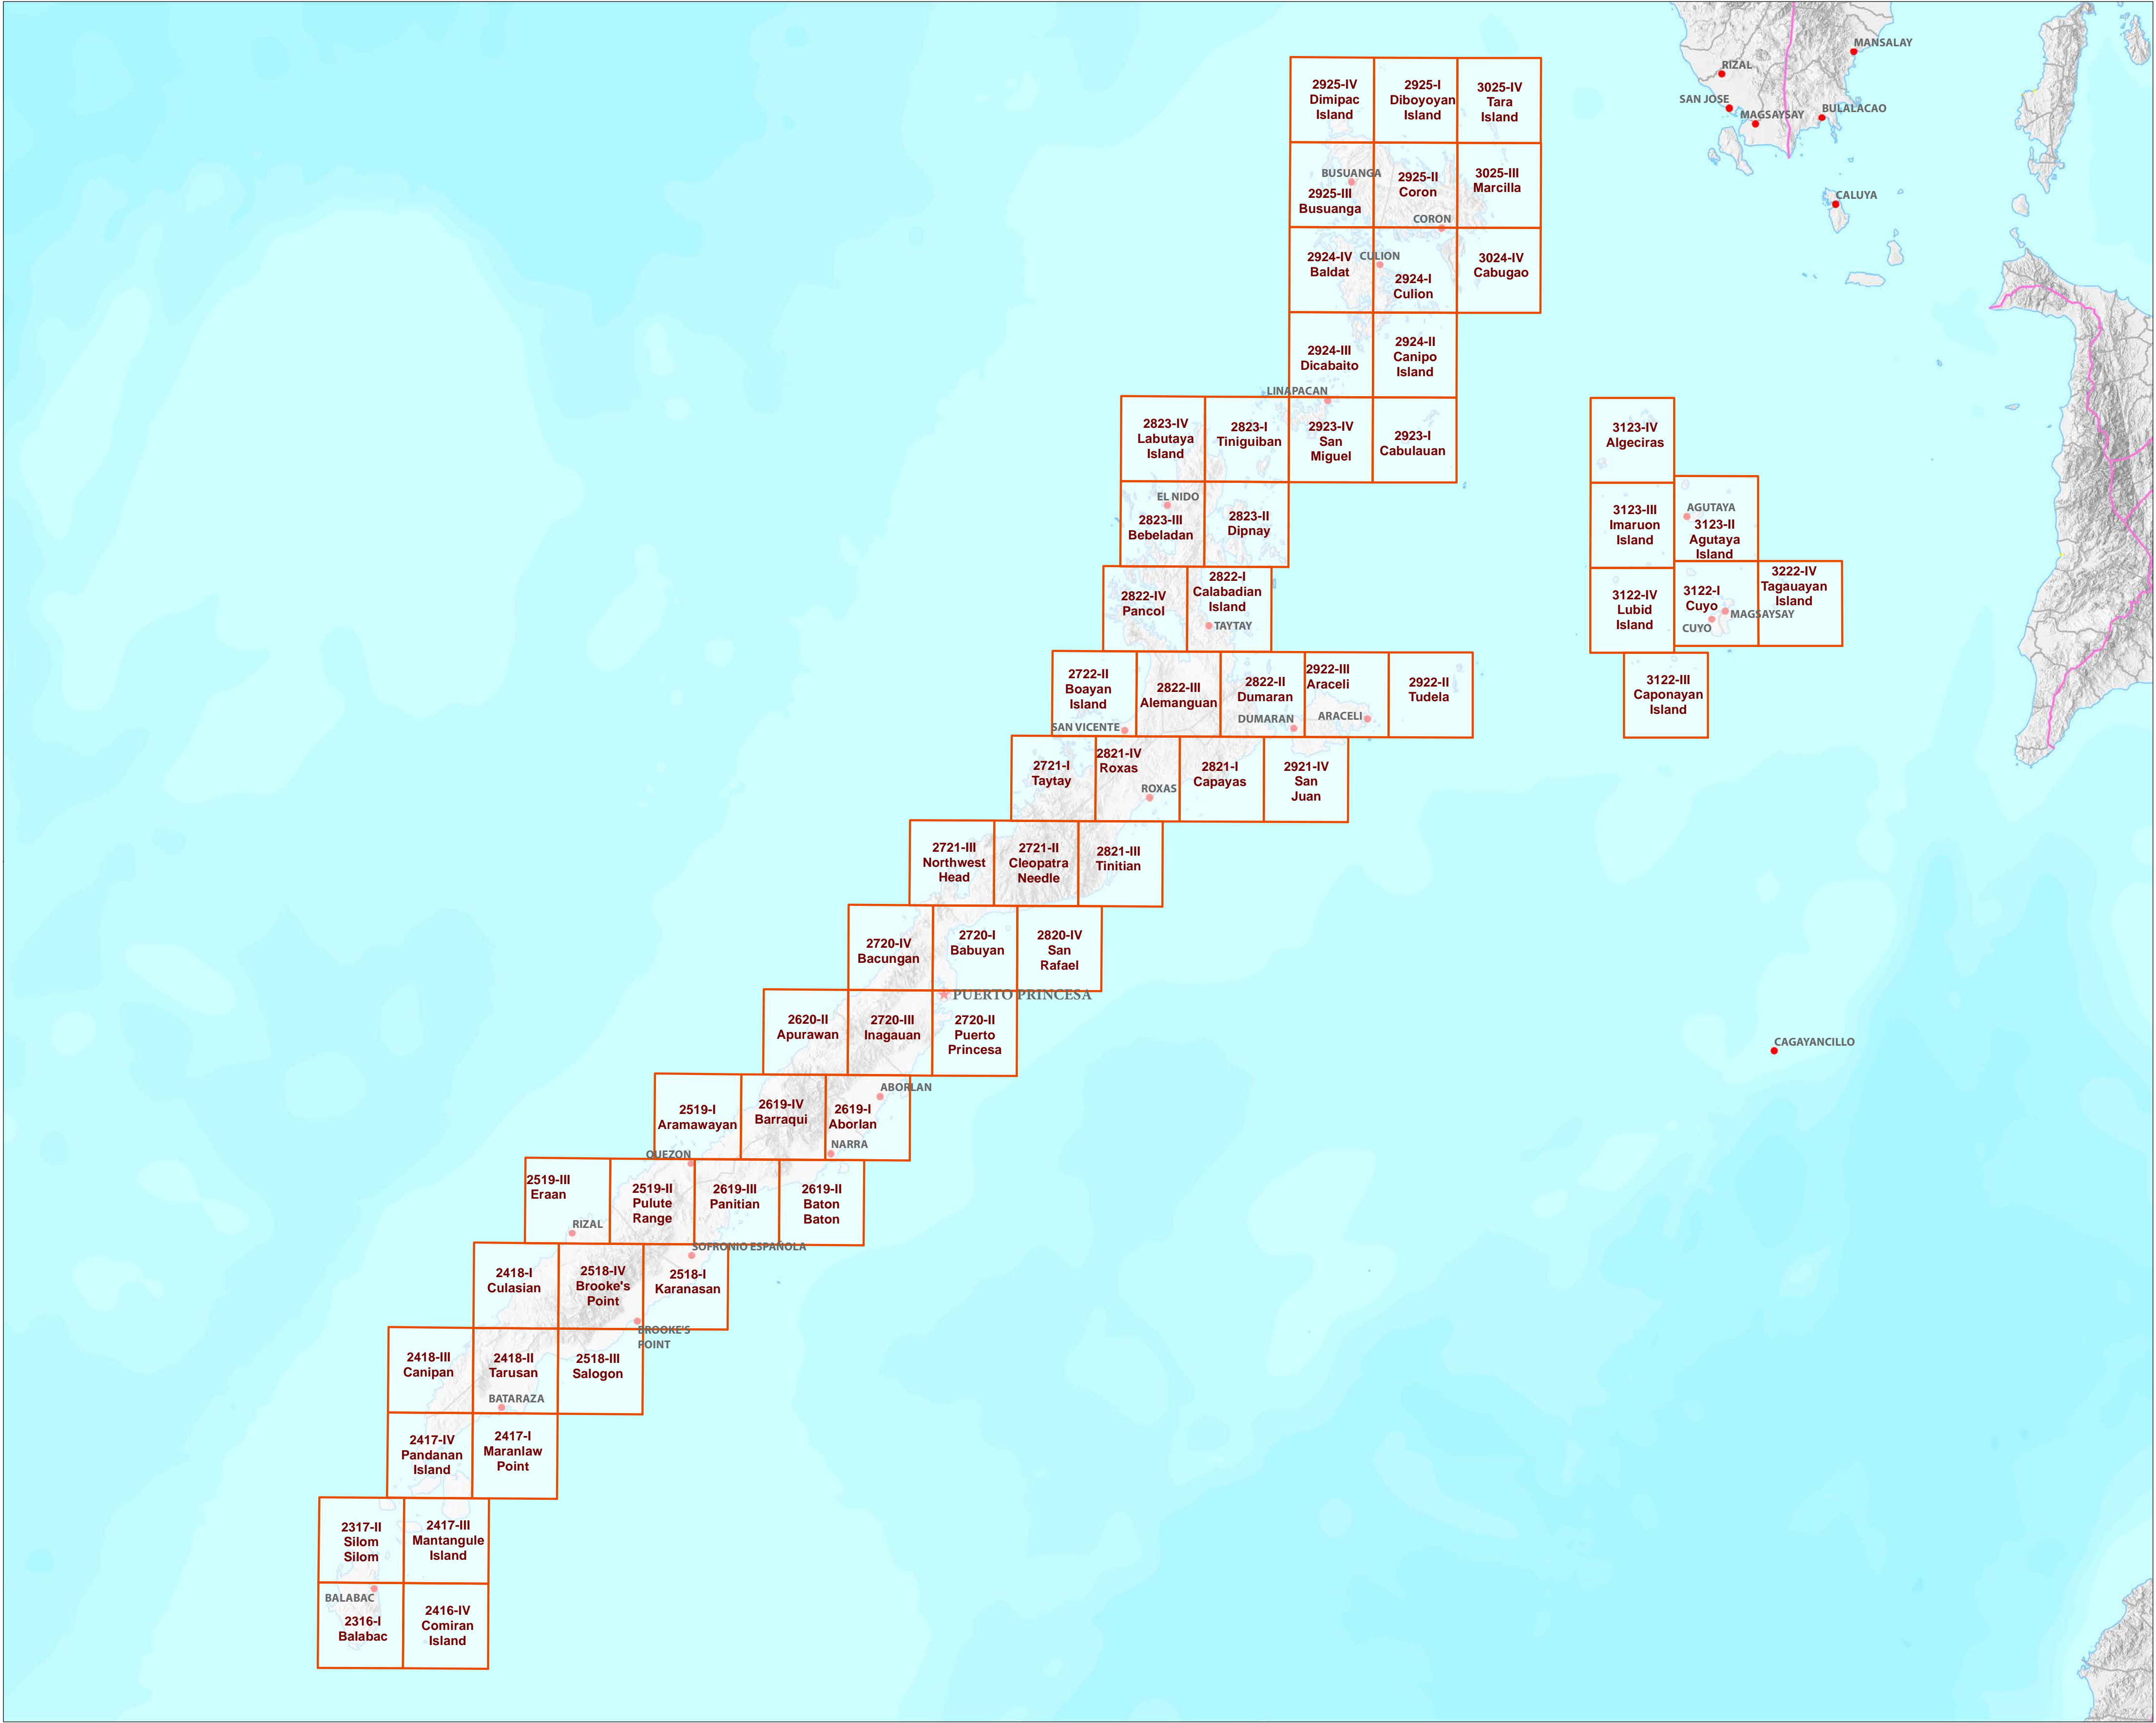 MANSALAY
RIZAL
SAN JOSE
MAGSAYSAY
BULALACAO
CALUYA
2925-IV
Dimipac
Island
2925-I
Diboyoyan
Island
3025-IV
Tara
Island
BUSUANGA
2925-III
Busuanga
2925-II
Coron
CORON
3025-III
Marcilla
2924-IV
Baldat
CULION
2924-I
Culion
3024-IV
Cabugao
2924-III
Dicabaito
2924-II
Canipo
Island
LINAPACAN
2823-IV
Labutaya
Island
2823-I
Tiniguiban
2923-IV
San
Miguel
2923-I
Cabulauan
3123-IV
Algeciras
EL NIDO
2823-III
Bebeladan
2823-II
Dipnay
3123-III
Imaruon
Island
AGUTAYA
3123-II
Agutaya
Island
2822-IV
Pancol
2822-I
Calabadian
Island
TAYTAY
3122-IV
Lubid
Island
3122-I
Cuyo
MAGSAYSAY
CUYO
3222-IV
Tagauayan
Island
2722-II
Boayan
Island
SAN VICENTE
2822-III
Alemanguan
2822-II
Dumaran
DUMARAN
2922-III
Araceli
ARACELI
2922-II
Tudela
3122-III
Caponayan
Island
2721-I
Taytay
2821-IV
Roxas
ROXAS
2821-I
Capayas
2921-IV
San
Juan
2721-III
Northwest
Head
2721-II
Cleopatra
Needle
2821-III
Tinitian
2720-IV
Bacungan
2720-I
Babuyan
2820-IV
San
Rafael
PUERTO PRINCESA
2620-II
Apurawan
2720-III
Inagauan
2720-II
Puerto
Princesa
CAGAYANCILLO
2519-I
Aramawayan
2619-IV
Barraqui
ABORLAN
2619-I
Aborlan
NARRA
QUEZON
2519-III
Eraan
RIZAL
2519-II
Pulute
Range
2619-III
Panitian
2619-II
Baton
Baton
SOFRONIO ESPAÑOLA
2418-I
Culasian
2518-IV
Brooke's
Point
2518-I
Karanasan
BROOKE'S
POINT
2418-III
Canipan
2418-II
Tarusan
BATARAZA
2518-III
Salogon
2417-IV
Pandanan
Island
2417-I
Maranlaw
Point
2317-II
Silom
Silom
2417-III
Mantangule
Island
BALABAC
2316-I
Balabac
2416-IV
Comiran
Island